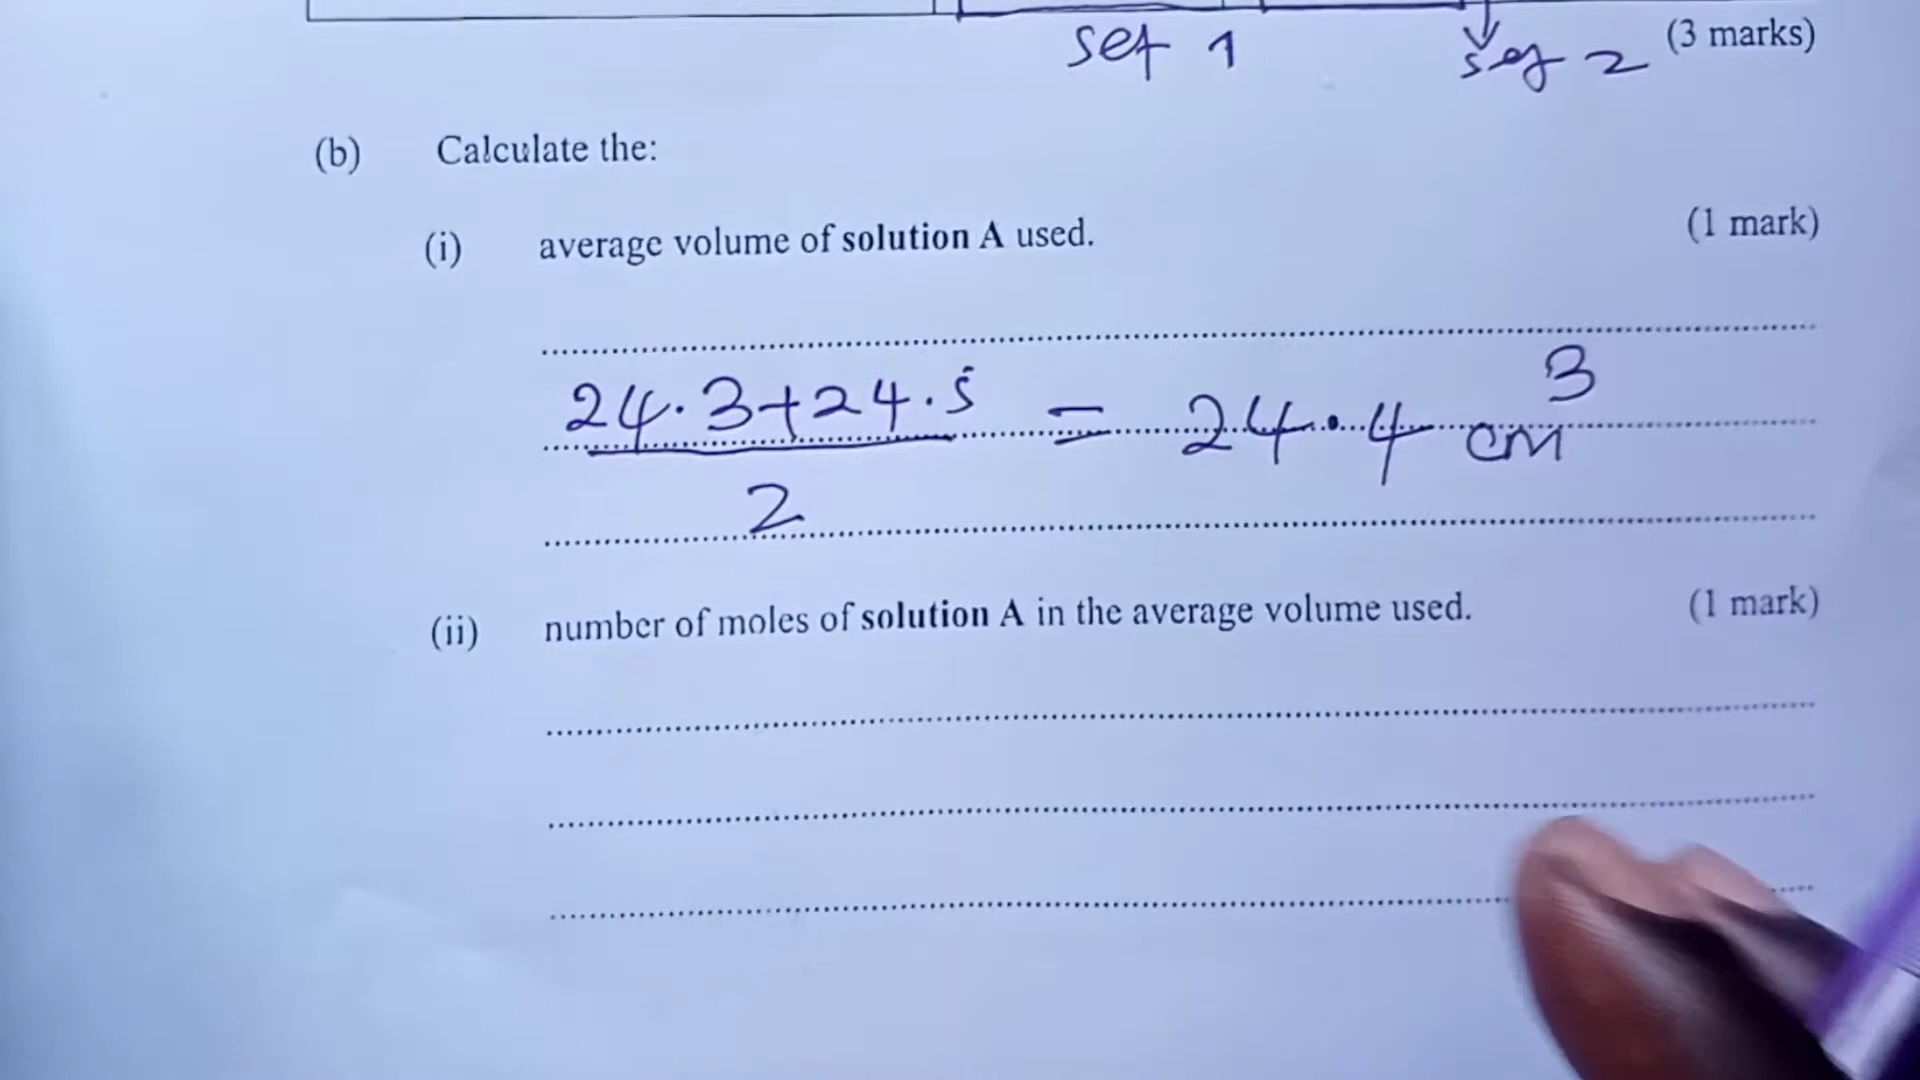 set 1
set 2 (3 marks)
(b) Calculate the:
(i) average volume of solution A used. (1 mark)
24.3+24.5 = 24.4 cm³
2
(ii) number of moles of solution A in the average volume used. (1 mark)